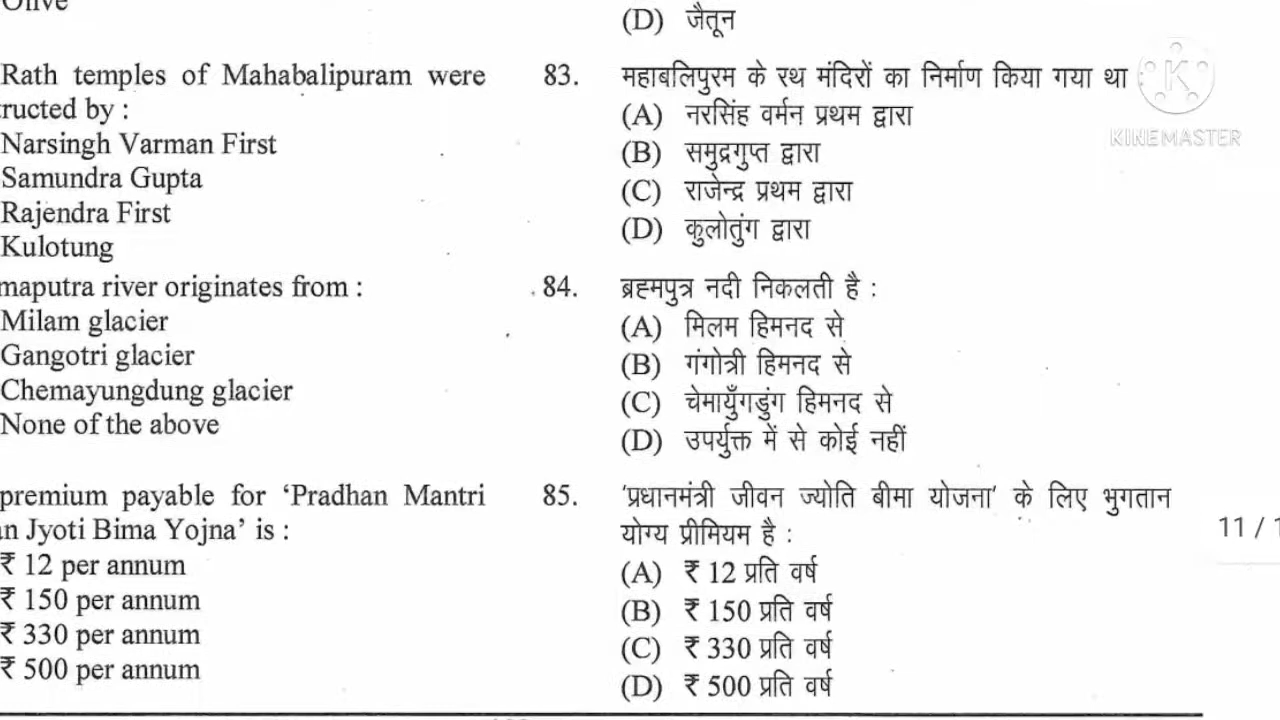 Olive
Rath temples of Mahabalipuram were
ructed by :
Narsingh Varman First
Samundra Gupta
Rajendra First
Kulotung
maputra river originates from :
Milam glacier
Gangotri glacier
Chemayungdung glacier
None of the above
premium payable for ‘Pradhan Mantri
n Jyoti Bima Yojna’ is :
₹ 12 per annum
₹ 150 per annum
₹ 330 per annum
₹ 500 per annum
(D) जैतून
83. महाबलिपुरम के रथ मंदिरों का निर्माण किया गया था :
(A) नरसिंह वर्मन प्रथम द्वारा
(B) समुद्रगुप्त द्वारा
(C) राजेन्द्र प्रथम द्वारा
(D) कुलोतुंग द्वारा
84. ब्रह्मपुत्र नदी निकलती है :
(A) मिलम हिमनद से
(B) गंगोत्री हिमनद से
(C) चेमायुँगडुंग हिमनद से
(D) उपर्युक्त में से कोई नहीं
85. 'प्रधानमंत्री जीवन ज्योति बीमा योजना' के लिए भुगतान
योग्य प्रीमियम है :
(A) ₹ 12 प्रति वर्ष
(B) ₹ 150 प्रति वर्ष
(C) ₹ 330 प्रति वर्ष
(D) ₹ 500 प्रति वर्ष
K
KINEMASTER
11 / 1